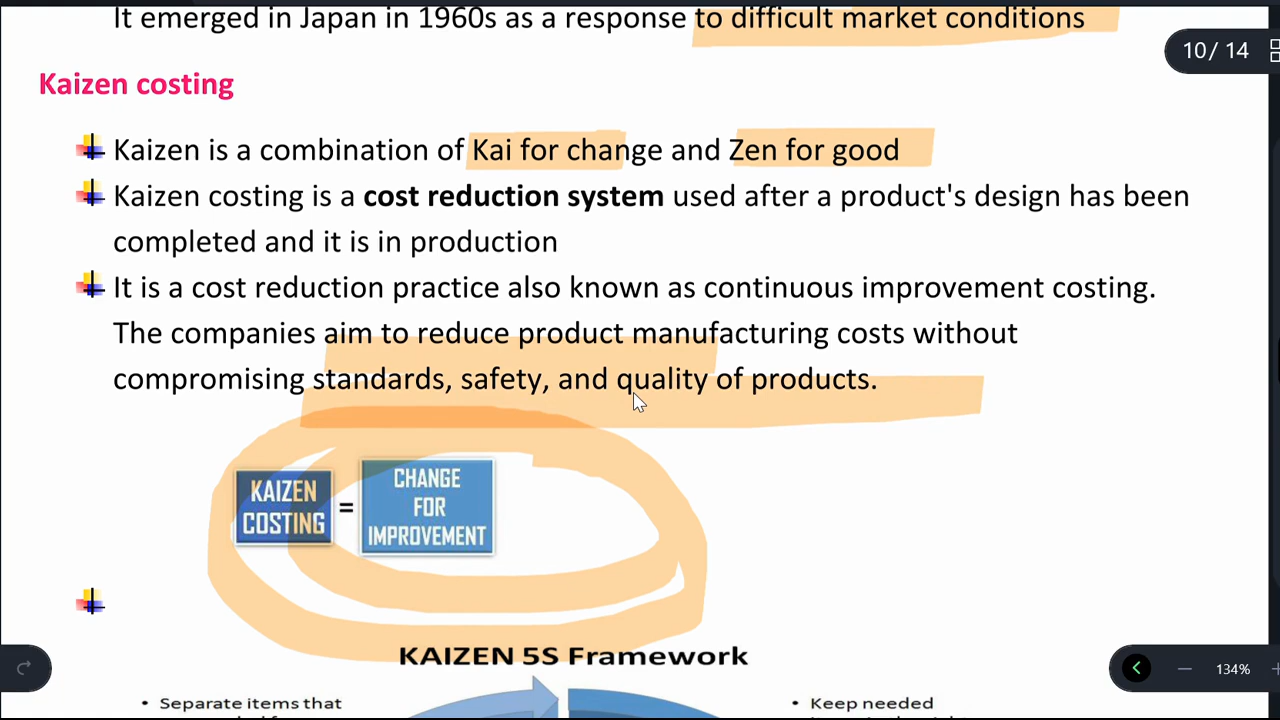 It emerged in Japan in 1960s as a response to difficult market conditions
10/ 14
Kaizen costing
Kaizen is a combination of Kai for change and Zen for good
Kaizen costing is a cost reduction system used after a product's design has been
completed and it is in production
It is a cost reduction practice also known as continuous improvement costing.
The companies aim to reduce product manufacturing costs without
compromising standards, safety, and quality of products.
KAIZEN
COSTING
=
CHANGE
FOR
IMPROVEMENT
KAIZEN 5S Framework
134%
• Separate items that
• Keep needed